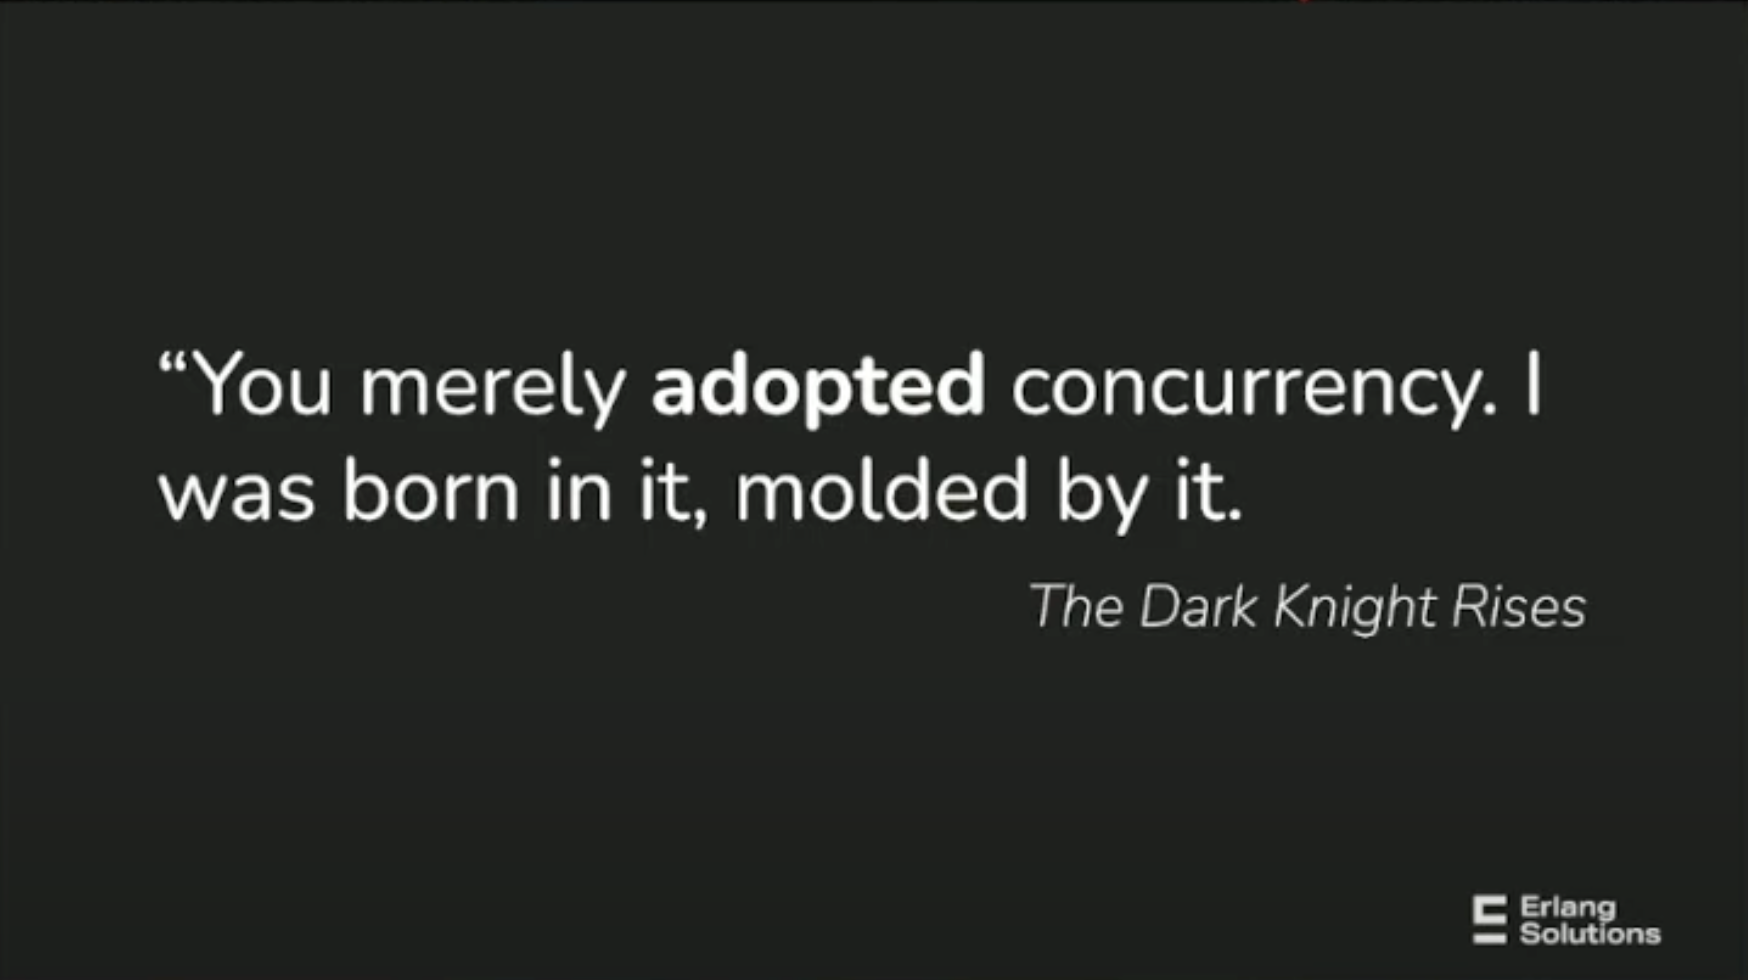 “You merely adopted concurrency. I
was born in it, molded by it.
The Dark Knight Rises
Erlang
Solutions